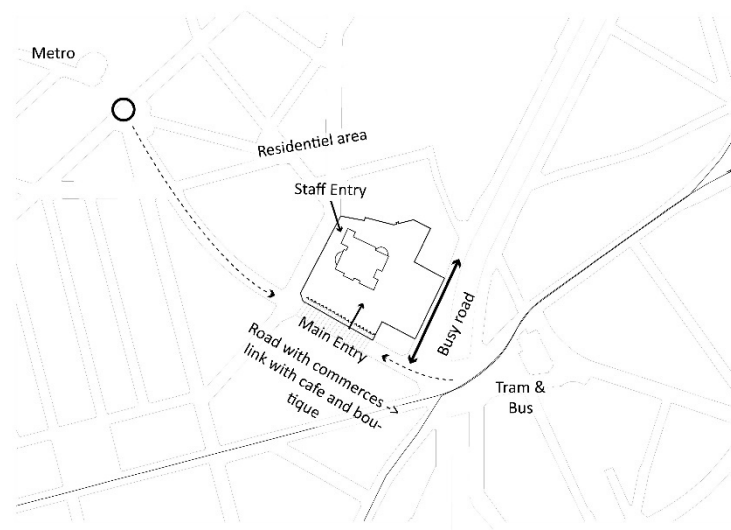 Metro
Residentiel area
Staff Entry
Main Entry
Busy road
Road with commerces ->
link with cafe and bou-
tique
Tram &
Bus